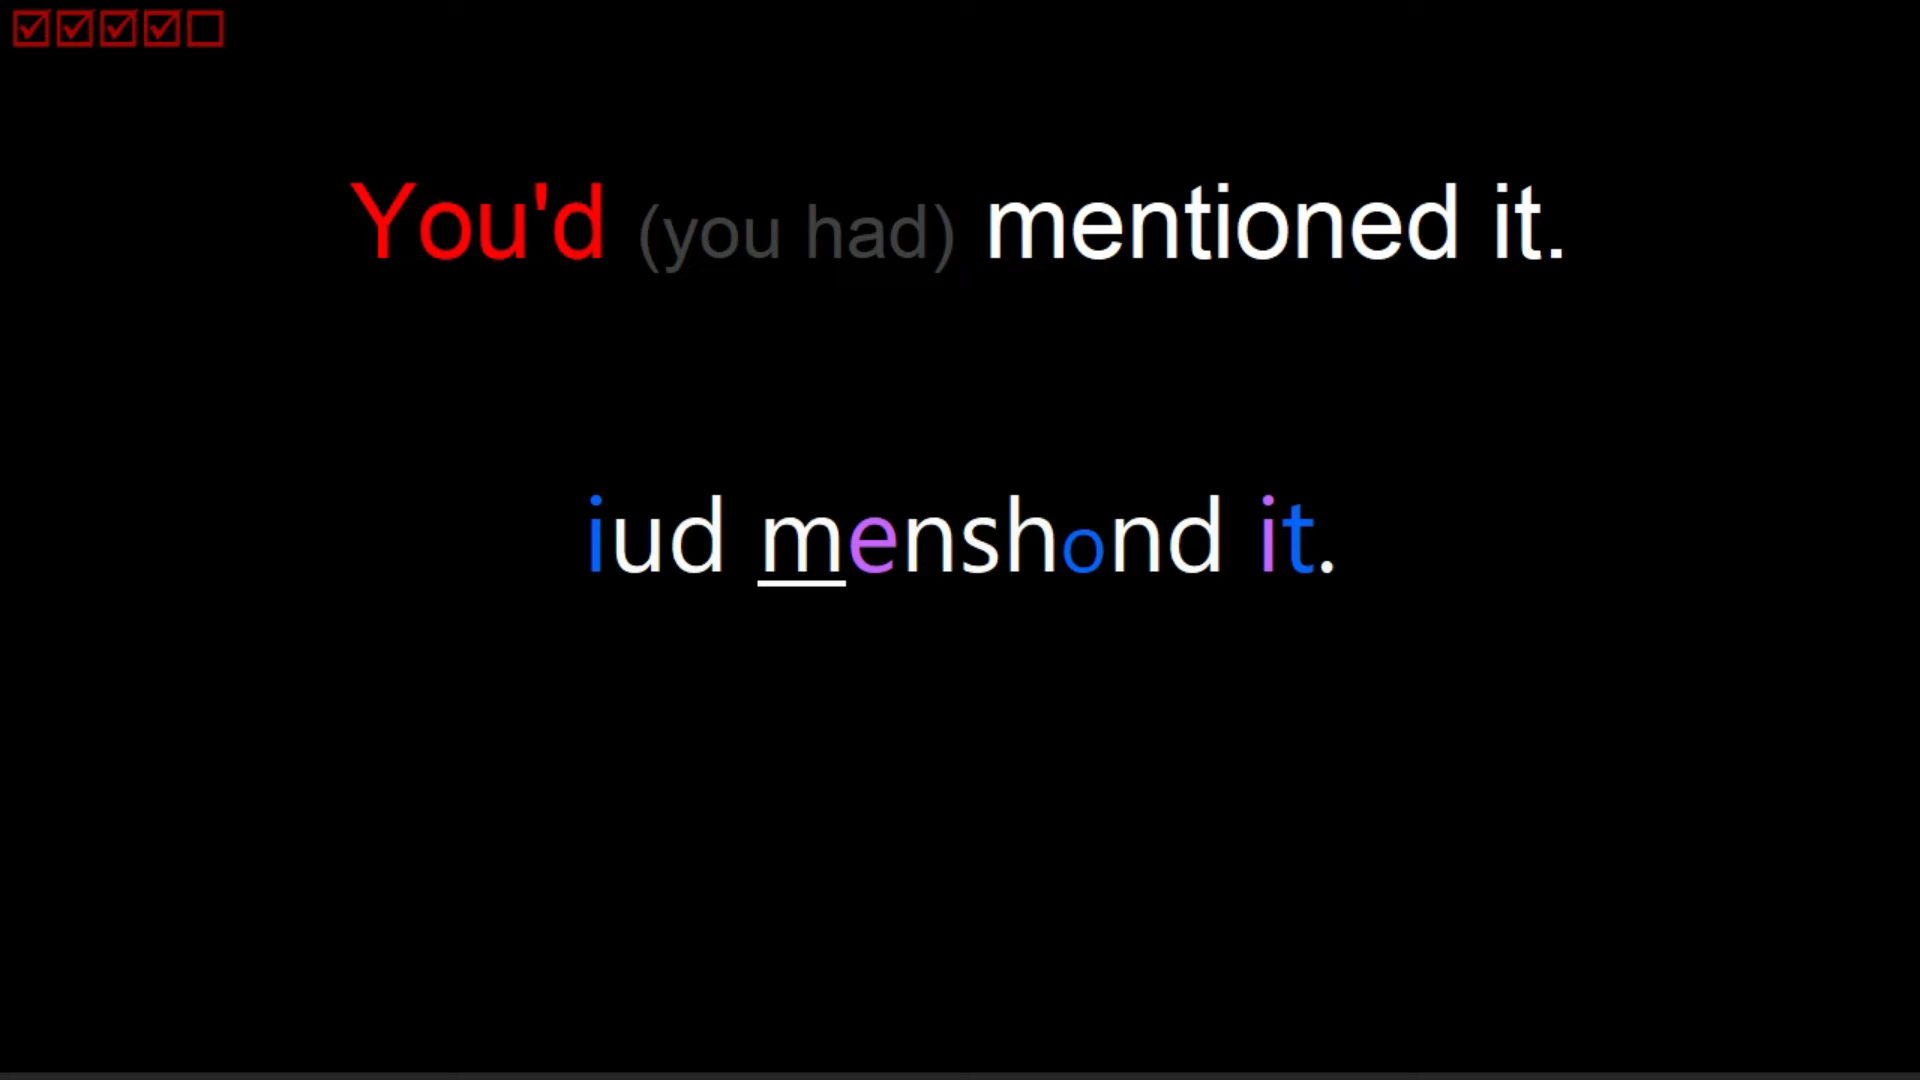 ☑☑☑☑☐
You'd (you had) mentioned it.
iud menshond it.